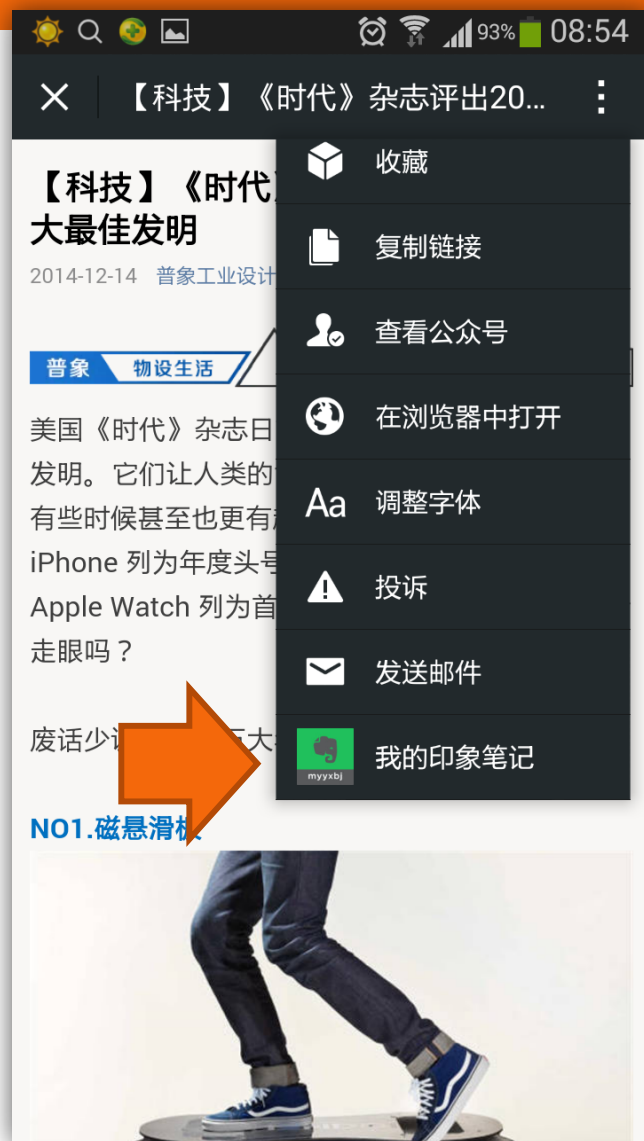 93% 08:54
【科技】《时代》杂志评出20...
【科技】《时代》
大最佳发明
2014-12-14 普象工业设计
普象 物设生活
美国《时代》杂志日
发明。它们让人类的
有些时候甚至也更有
iPhone 列为年度头号
Apple Watch 列为首
走眼吗？
废话少
大
NO1.磁悬滑板
收藏
复制链接
查看公众号
在浏览器中打开
Aa 调整字体
投诉
发送邮件
myyxbj
我的印象笔记